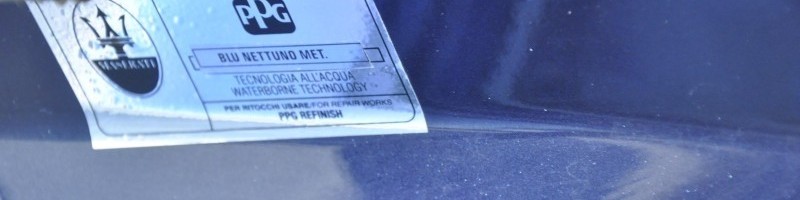 PPG
MASERATI
BLU NETTUNO MET.
TECNOLOGIA ALL'ACQUA
WATERBORNE TECHNOLOGY
PER RITOCCHI USARE/FOR REPAIR WORKS
PPG REFINISH